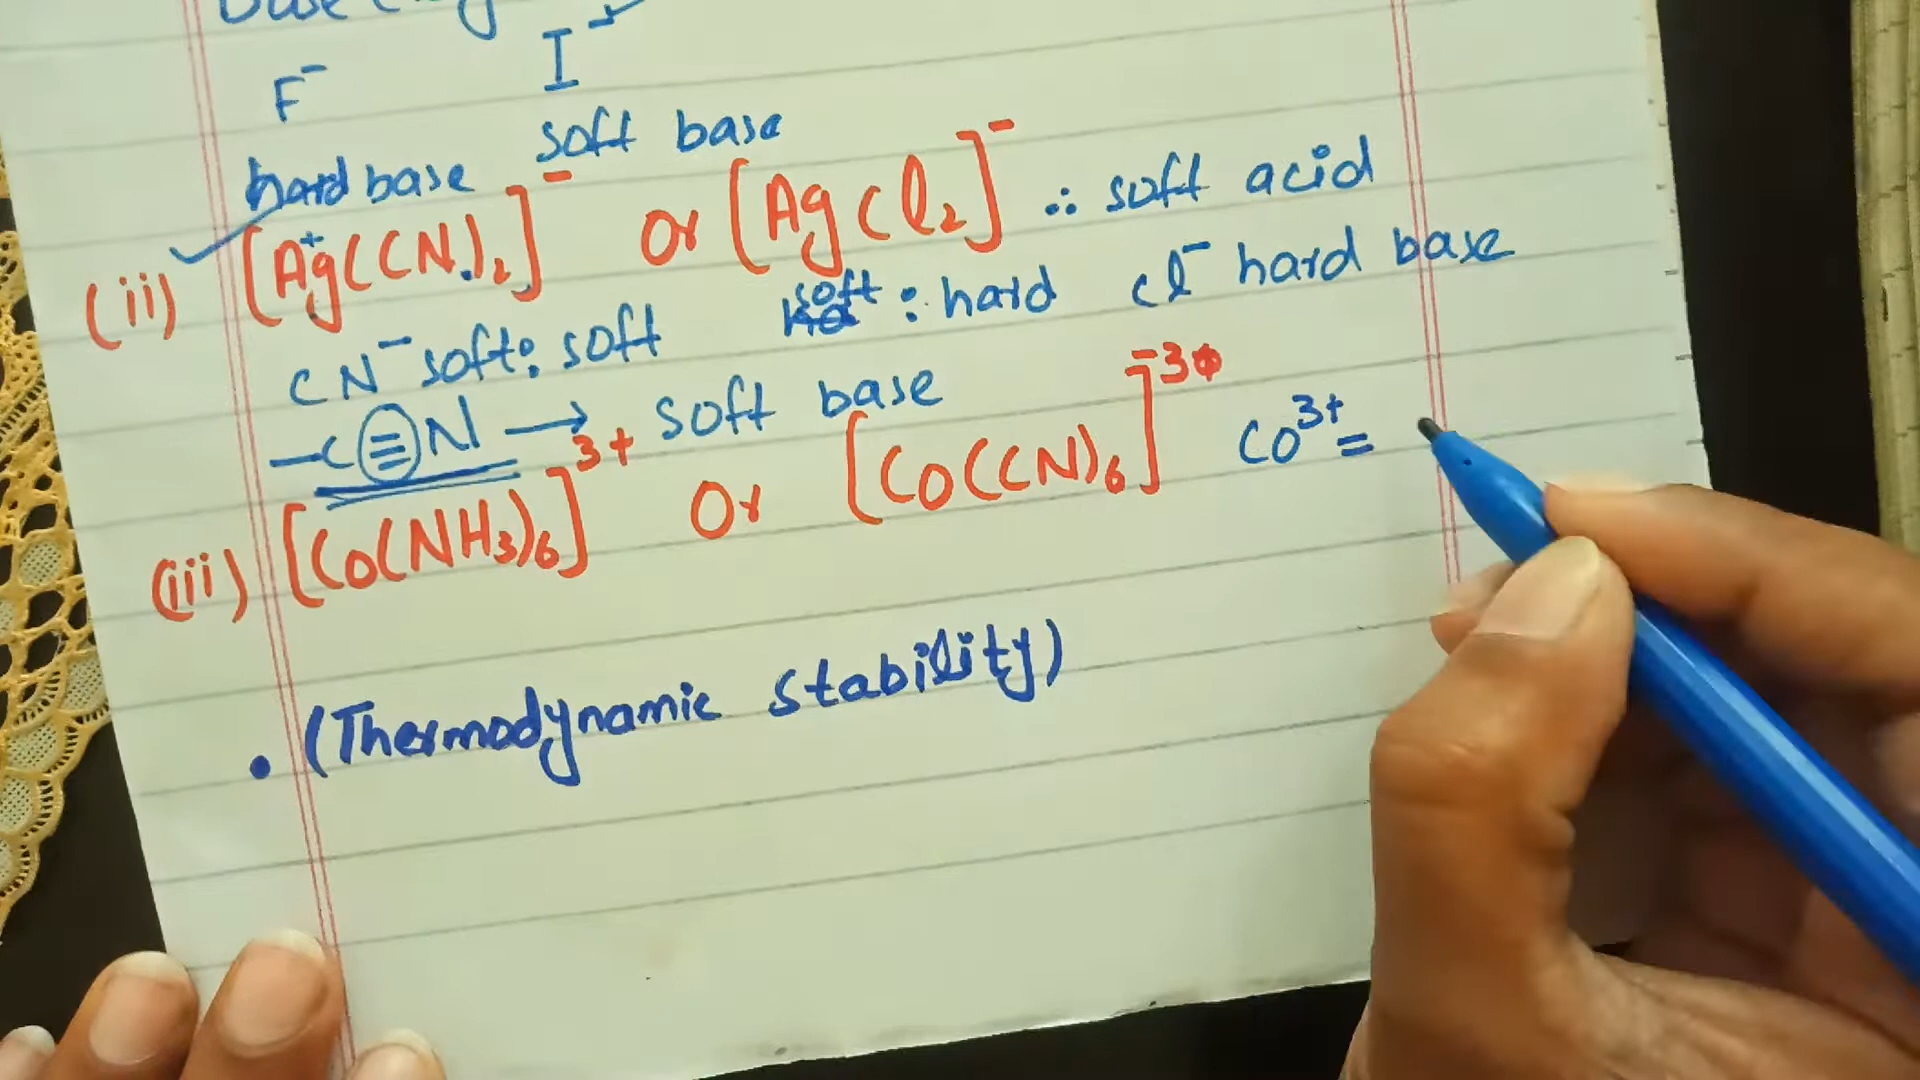 F⁻ I⁻
hard base soft base
(ii) [Ag⁺(CN)₂]⁻ or [AgCl₂]⁻ ∴ soft acid
CN⁻ soft : soft soft : hard Cl⁻ hard base
—C≡N → soft base
(iii) [Co(NH₃)₆]³⁺ or [Co(CN)₆]⁻³ Co³⁺ =
• (Thermodynamic stability)